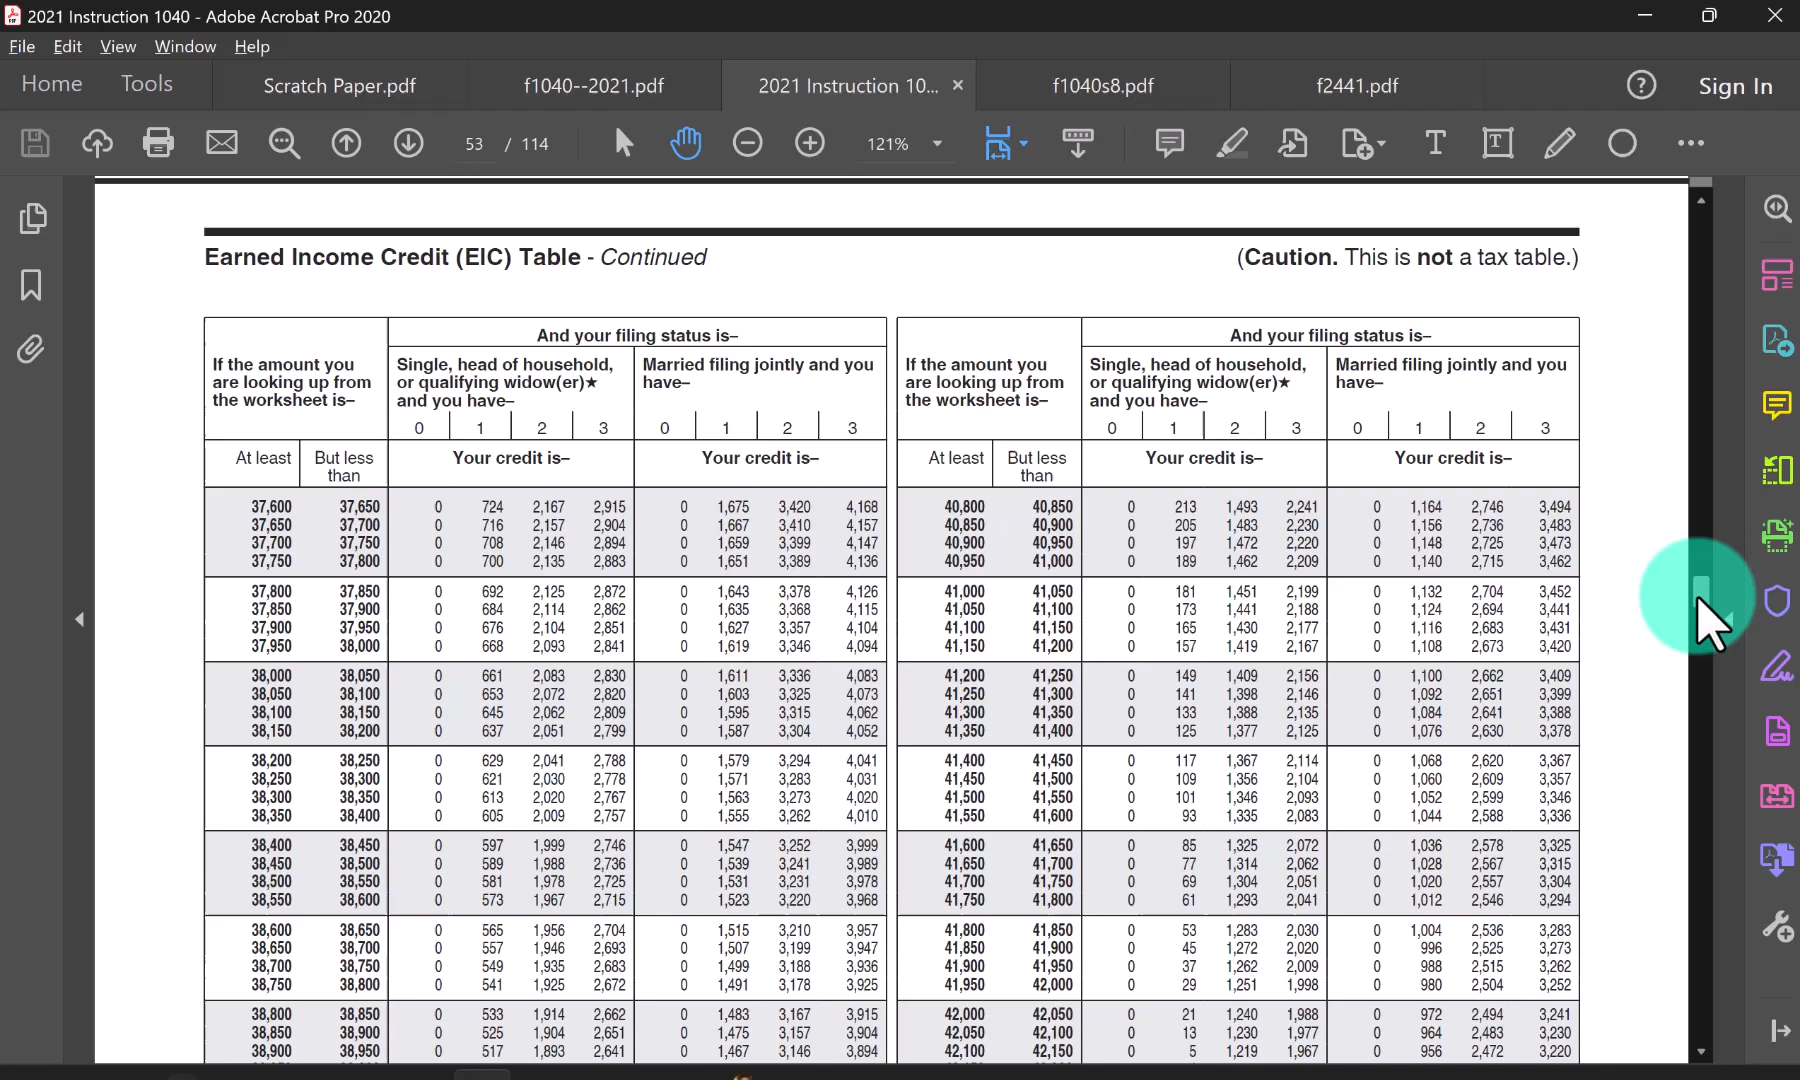 2021 Instruction 1040 - Adobe Acrobat Pro 2020
File Edit View Window Help
Home Tools Scratch Paper.pdf f1040--2021.pdf 2021 Instruction 10... × f1040s8.pdf f2441.pdf ? Sign In
53 / 114 121%
Earned Income Credit (EIC) Table - Continued (Caution. This is not a tax table.)
And your filing status is–
If the amount you are looking up from the worksheet is–
Single, head of household, or qualifying widow(er)★ and you have–
Married filing jointly and you have–
0 1 2 3 0 1 2 3
At least But less than Your credit is– Your credit is–
37,600 37,650 0 724 2,167 2,915 0 1,675 3,420 4,168
37,650 37,700 0 716 2,157 2,904 0 1,667 3,410 4,157
37,700 37,750 0 708 2,146 2,894 0 1,659 3,399 4,147
37,750 37,800 0 700 2,135 2,883 0 1,651 3,389 4,136
37,800 37,850 0 692 2,125 2,872 0 1,643 3,378 4,126
37,850 37,900 0 684 2,114 2,862 0 1,635 3,368 4,115
37,900 37,950 0 676 2,104 2,851 0 1,627 3,357 4,104
37,950 38,000 0 668 2,093 2,841 0 1,619 3,346 4,094
38,000 38,050 0 661 2,083 2,830 0 1,611 3,336 4,083
38,050 38,100 0 653 2,072 2,820 0 1,603 3,325 4,073
38,100 38,150 0 645 2,062 2,809 0 1,595 3,315 4,062
38,150 38,200 0 637 2,051 2,799 0 1,587 3,304 4,052
38,200 38,250 0 629 2,041 2,788 0 1,579 3,294 4,041
38,250 38,300 0 621 2,030 2,778 0 1,571 3,283 4,031
38,300 38,350 0 613 2,020 2,767 0 1,563 3,273 4,020
38,350 38,400 0 605 2,009 2,757 0 1,555 3,262 4,010
38,400 38,450 0 597 1,999 2,746 0 1,547 3,252 3,999
38,450 38,500 0 589 1,988 2,736 0 1,539 3,241 3,989
38,500 38,550 0 581 1,978 2,725 0 1,531 3,231 3,978
38,550 38,600 0 573 1,967 2,715 0 1,523 3,220 3,968
38,600 38,650 0 565 1,956 2,704 0 1,515 3,210 3,957
38,650 38,700 0 557 1,946 2,693 0 1,507 3,199 3,947
38,700 38,750 0 549 1,935 2,683 0 1,499 3,188 3,936
38,750 38,800 0 541 1,925 2,672 0 1,491 3,178 3,925
38,800 38,850 0 533 1,914 2,662 0 1,483 3,167 3,915
38,850 38,900 0 525 1,904 2,651 0 1,475 3,157 3,904
38,900 38,950 0 517 1,893 2,641 0 1,467 3,146 3,894
And your filing status is–
If the amount you are looking up from the worksheet is–
Single, head of household, or qualifying widow(er)★ and you have–
Married filing jointly and you have–
0 1 2 3 0 1 2 3
At least But less than Your credit is– Your credit is–
40,800 40,850 0 213 1,493 2,241 0 1,164 2,746 3,494
40,850 40,900 0 205 1,483 2,230 0 1,156 2,736 3,483
40,900 40,950 0 197 1,472 2,220 0 1,148 2,725 3,473
40,950 41,000 0 189 1,462 2,209 0 1,140 2,715 3,462
41,000 41,050 0 181 1,451 2,199 0 1,132 2,704 3,452
41,050 41,100 0 173 1,441 2,188 0 1,124 2,694 3,441
41,100 41,150 0 165 1,430 2,177 0 1,116 2,683 3,431
41,150 41,200 0 157 1,419 2,167 0 1,108 2,673 3,420
41,200 41,250 0 149 1,409 2,156 0 1,100 2,662 3,409
41,250 41,300 0 141 1,398 2,146 0 1,092 2,651 3,399
41,300 41,350 0 133 1,388 2,135 0 1,084 2,641 3,388
41,350 41,400 0 125 1,377 2,125 0 1,076 2,630 3,378
41,400 41,450 0 117 1,367 2,114 0 1,068 2,620 3,367
41,450 41,500 0 109 1,356 2,104 0 1,060 2,609 3,357
41,500 41,550 0 101 1,346 2,093 0 1,052 2,599 3,346
41,550 41,600 0 93 1,335 2,083 0 1,044 2,588 3,336
41,600 41,650 0 85 1,325 2,072 0 1,036 2,578 3,325
41,650 41,700 0 77 1,314 2,062 0 1,028 2,567 3,315
41,700 41,750 0 69 1,304 2,051 0 1,020 2,557 3,304
41,750 41,800 0 61 1,293 2,041 0 1,012 2,546 3,294
41,800 41,850 0 53 1,283 2,030 0 1,004 2,536 3,283
41,850 41,900 0 45 1,272 2,020 0 996 2,525 3,273
41,900 41,950 0 37 1,262 2,009 0 988 2,515 3,262
41,950 42,000 0 29 1,251 1,998 0 980 2,504 3,252
42,000 42,050 0 21 1,240 1,988 0 972 2,494 3,241
42,050 42,100 0 13 1,230 1,977 0 964 2,483 3,230
42,100 42,150 0 5 1,219 1,967 0 956 2,472 3,220